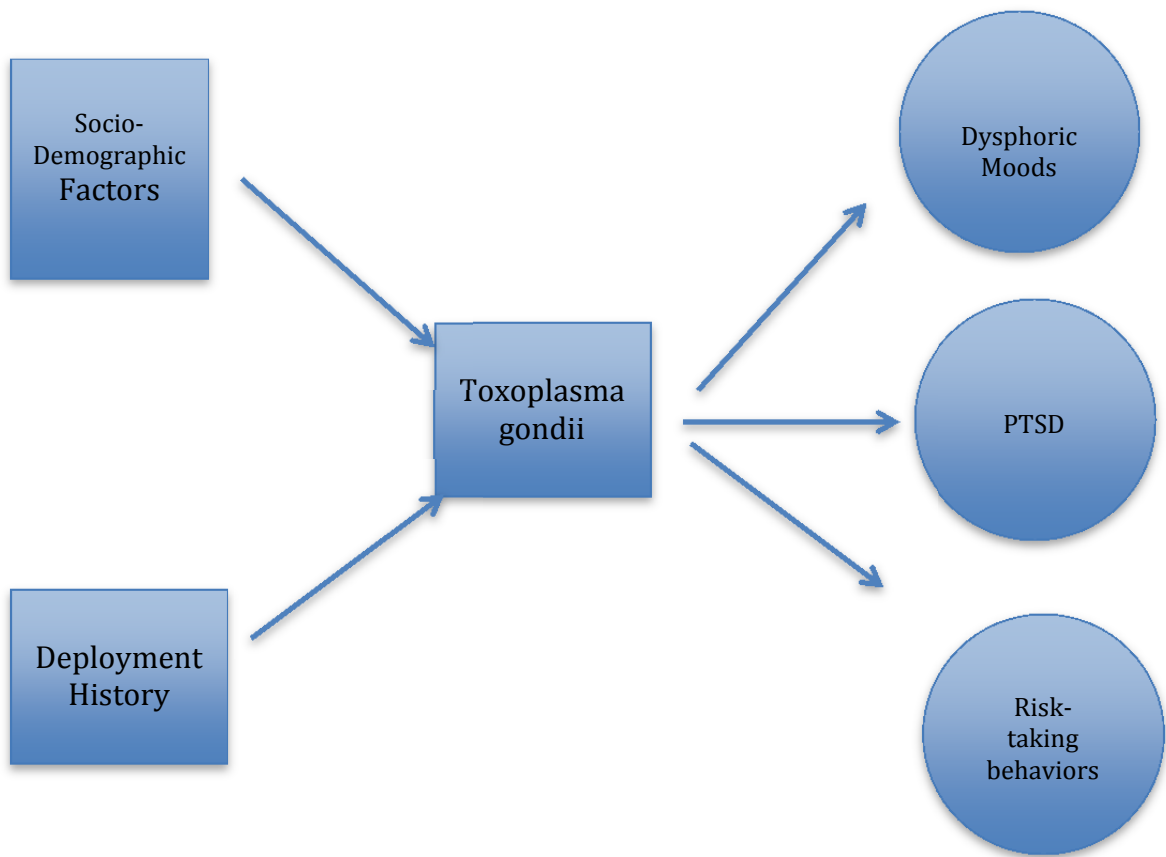 Socio-
Demographic
Factors
Dysphoric
Moods
Toxoplasma
gondii
PTSD
Deployment
History
Risk-
taking
behaviors